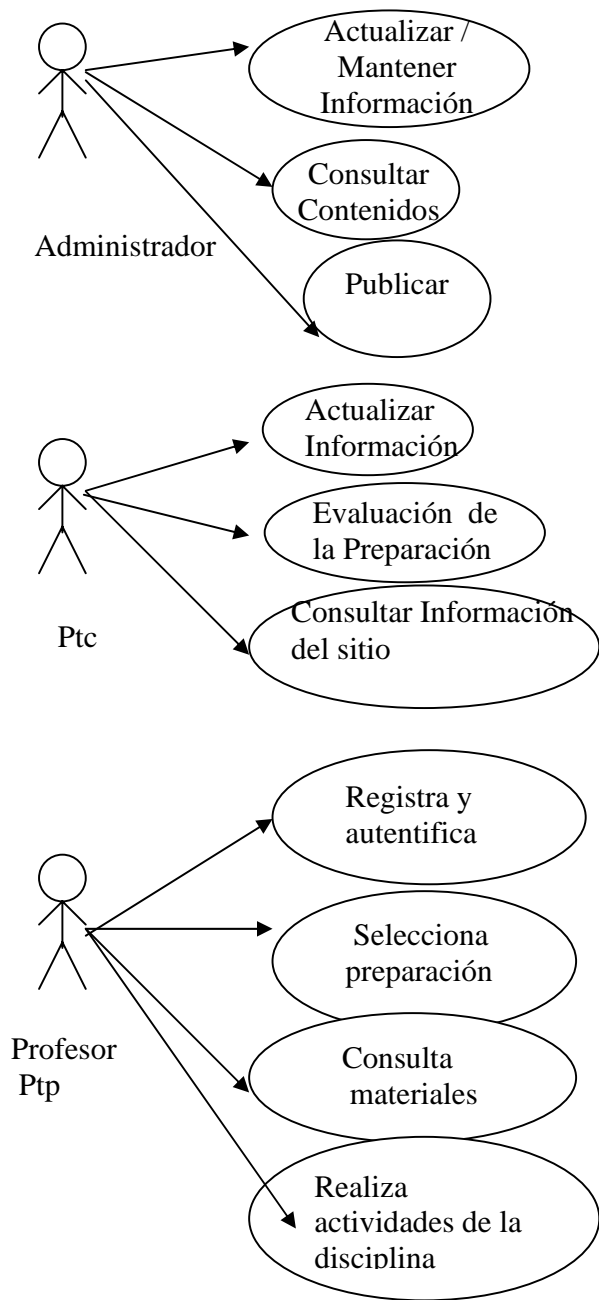 Actualizar /
Mantener
Información
Consultar
Contenidos
Administrador
Publicar
Actualizar
Información
Evaluación de
la Preparación
Consultar Información
del sitio
Ptc
Registra y
autentifica
Selecciona
preparación
Profesor
Ptp
Consulta
materiales
Realiza
actividades de la
disciplina